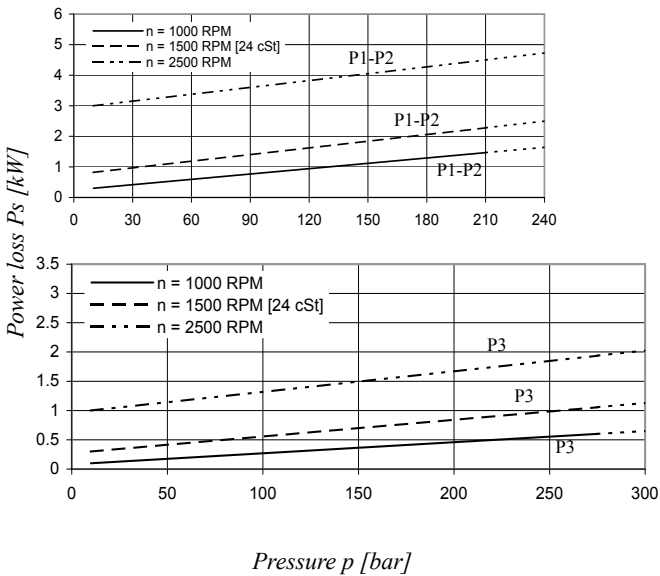 Power loss Ps [kW]
6
5
4
3
2
1
0
n = 1000 RPM
n = 1500 RPM [24 cSt]
n = 2500 RPM
P1-P2
P1-P2
P1-P2
0 30 60 90 120 150 180 210 240
3.5
3
2.5
2
1.5
1
0.5
0
n = 1000 RPM
n = 1500 RPM [24 cSt]
n = 2500 RPM
P3
P3
P3
0 50 100 150 200 250 300
Pressure p [bar]